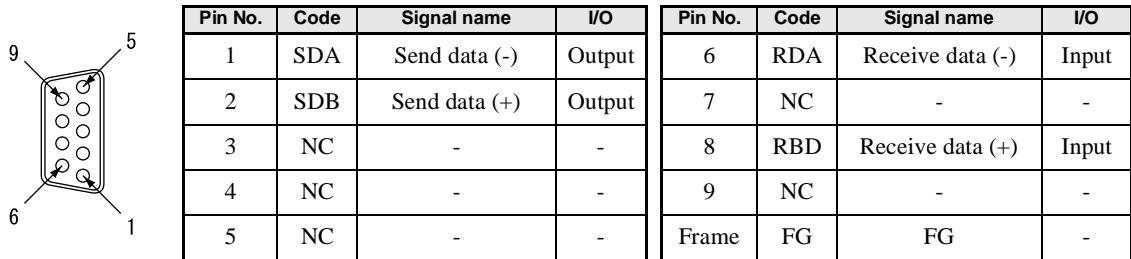 9 5
6 1
Pin No. Code Signal name I/O
1 SDA Send data (-) Output
2 SDB Send data (+) Output
3 NC - -
4 NC - -
5 NC - -
Pin No. Code Signal name I/O
6 RDA Receive data (-) Input
7 NC - -
8 RBD Receive data (+) Input
9 NC - -
Frame FG FG -